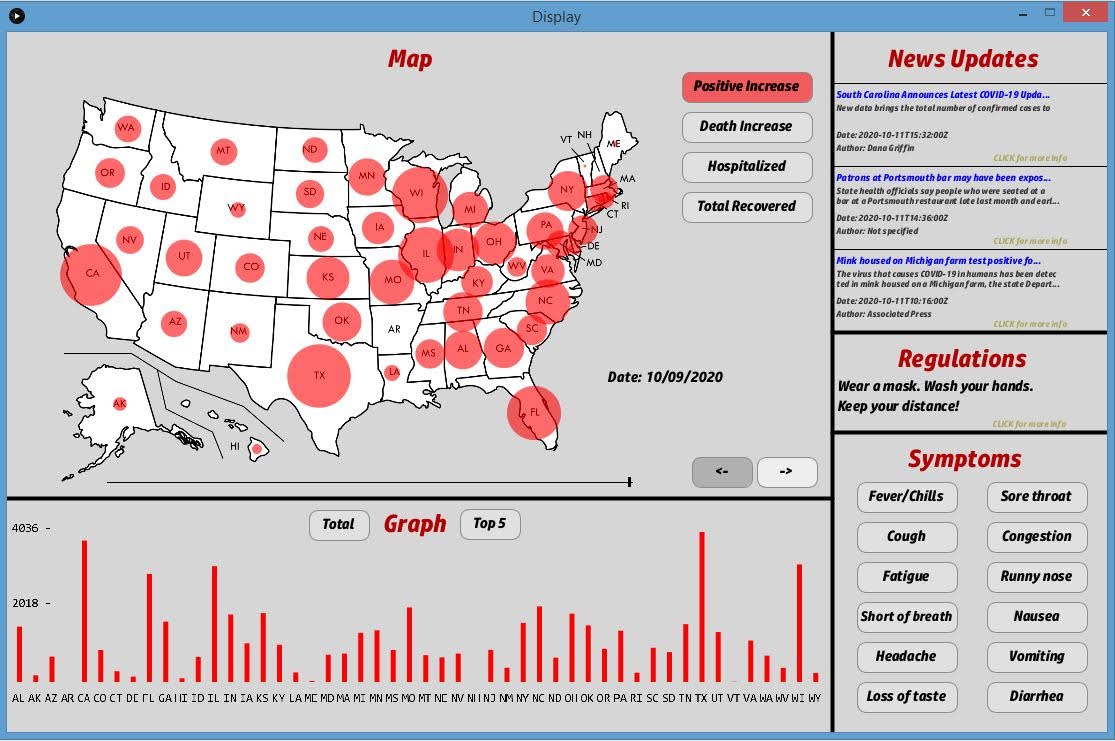 Display
Map
Positive Increase
Death Increase
Hospitalized
Total Recovered
WA
MT
ND
MN
VT
NH
ME
OR
ID
SD
WI
MI
NY
MA
RI
CT
WY
IA
NE
NV
UT
CO
CA
IL
IN
OH
PA
NJ
DE
MD
KS
MO
KY
WV
VA
AZ
NM
OK
AR
TN
NC
SC
MS
AL
GA
LA
TX
FL
AK
HI
Date: 10/09/2020
<-
->
News Updates
South Carolina Announces Latest COVID-19 Upda...
New data brings the total number of confirmed cases to
Date: 2020-10-11T15:32:00Z
Author: Dana Griffin
CLICK for more info
Patrons at Portsmouth bar may have been expos...
State health officials say people who were seated at a
bar at a Portsmouth restaurant late last month and earl...
Date: 2020-10-11T14:36:00Z
Author: Not specified
CLICK for more info
Mink housed on Michigan farm test positive fo...
The virus that causes COVID-19 in humans has been detec
ted in mink housed on a Michigan farm, the state Depart...
Date: 2020-10-11T10:16:00Z
Author: Associated Press
CLICK for more info
Regulations
Wear a mask. Wash your hands.
Keep your distance!
CLICK for more info
Symptoms
Fever/Chills
Sore throat
Cough
Congestion
Fatigue
Runny nose
Short of breath
Nausea
Headache
Vomiting
Loss of taste
Diarrhea
Total
Graph
Top 5
4036 -
2018 -
AL AK AZ AR CA CO CT DE FL GA HI ID IL IN IA KS KY LA ME MD MA MI MN MS MO MT NE NV NH NJ NM NY NC ND OH OK OR PA RI SC SD TN TX UT VT VA WA WV WI WY